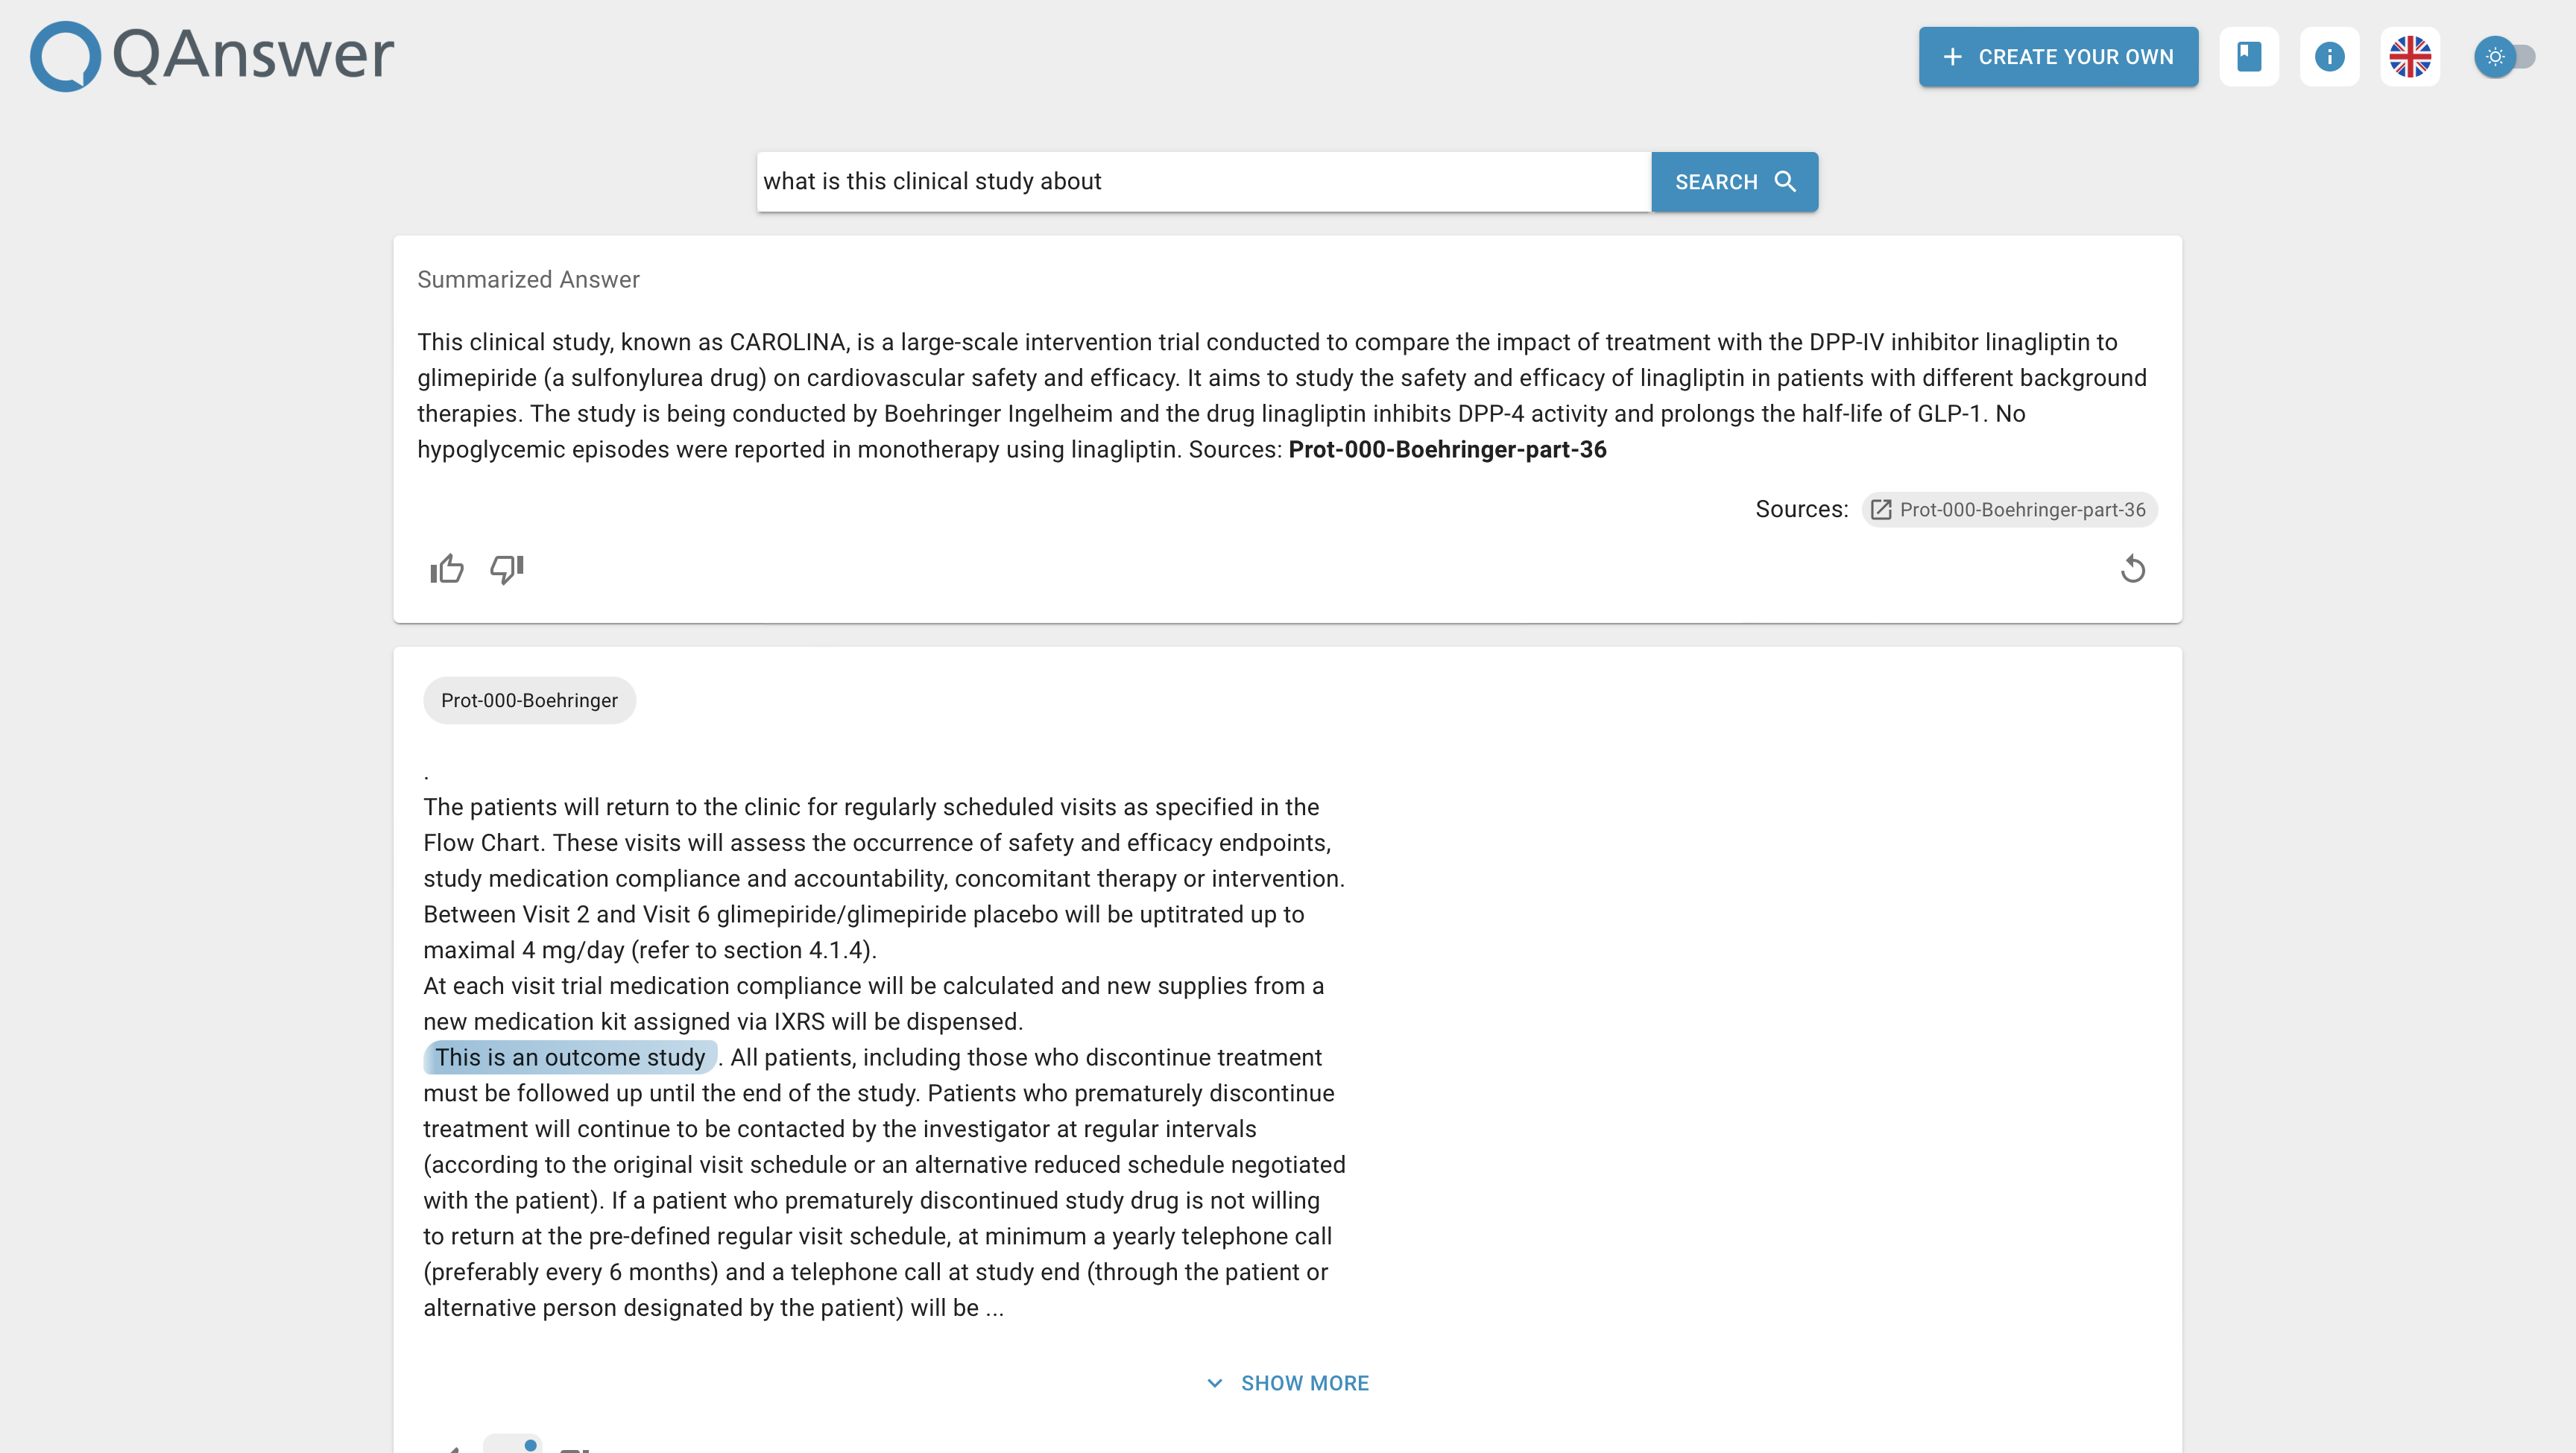 QAnswer
CREATE YOUR OWN
what is this clinical study about
SEARCH
Summarized Answer
This clinical study, known as CAROLINA, is a large-scale intervention trial conducted to compare the impact of treatment with the DPP-IV inhibitor linagliptin to
glimepiride (a sulfonylurea drug) on cardiovascular safety and efficacy. It aims to study the safety and efficacy of linagliptin in patients with different background
therapies. The study is being conducted by Boehringer Ingelheim and the drug linagliptin inhibits DPP-4 activity and prolongs the half-life of GLP-1. No
hypoglycemic episodes were reported in monotherapy using linagliptin. Sources: Prot-000-Boehringer-part-36
Sources: Prot-000-Boehringer-part-36
Prot-000-Boehringer
.
The patients will return to the clinic for regularly scheduled visits as specified in the
Flow Chart. These visits will assess the occurrence of safety and efficacy endpoints,
study medication compliance and accountability, concomitant therapy or intervention.
Between Visit 2 and Visit 6 glimepiride/glimepiride placebo will be uptitrated up to
maximal 4 mg/day (refer to section 4.1.4).
At each visit trial medication compliance will be calculated and new supplies from a
new medication kit assigned via IXRS will be dispensed.
This is an outcome study . All patients, including those who discontinue treatment
must be followed up until the end of the study. Patients who prematurely discontinue
treatment will continue to be contacted by the investigator at regular intervals
(according to the original visit schedule or an alternative reduced schedule negotiated
with the patient). If a patient who prematurely discontinued study drug is not willing
to return at the pre-defined regular visit schedule, at minimum a yearly telephone call
(preferably every 6 months) and a telephone call at study end (through the patient or
alternative person designated by the patient) will be ...
SHOW MORE